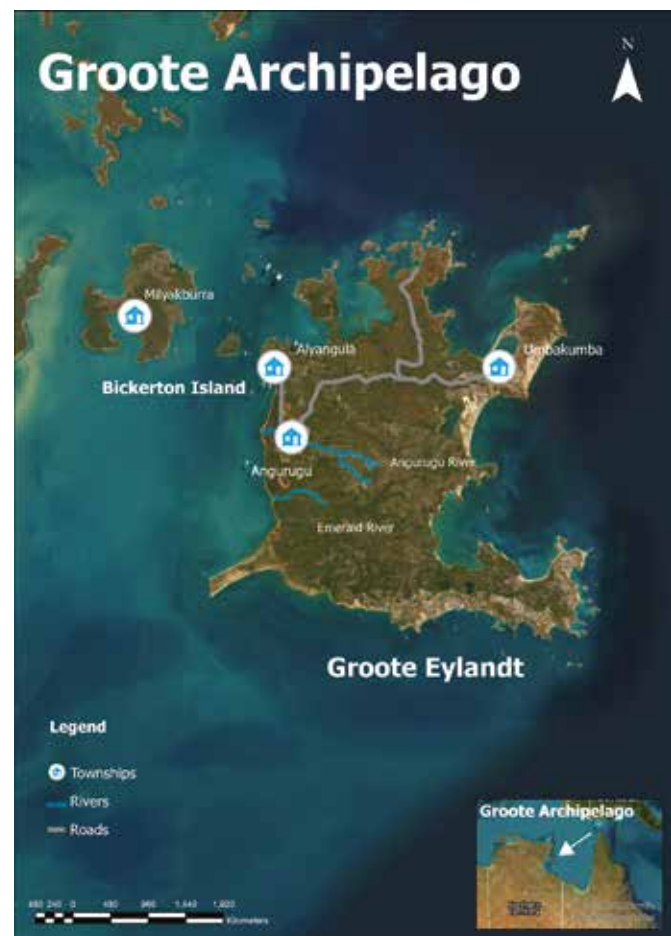 Groote Archipelago
N
Milyakburra
Alyangula
Umbakumba
Bickerton Island
Angurugu River
Angurugu
Emerald River
Groote Eylandt
Legend
Townships
Rivers
Roads
Groote Archipelago
Kilometers